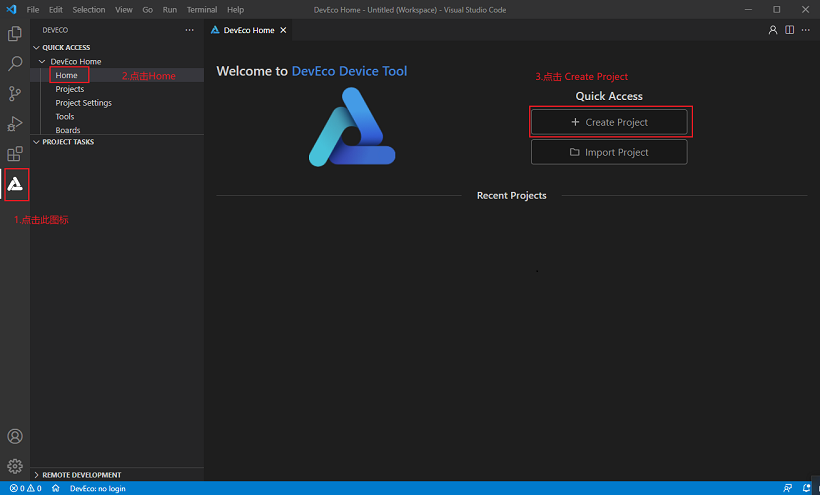 File Edit Selection View Go Run Terminal Help
DevEco Home - Untitled (Workspace) - Visual Studio Code
DEVECO
DevEco Home
QUICK ACCESS
DevEco Home
Home
2.点击Home
Projects
Project Settings
Tools
Boards
PROJECT TASKS
1.点击此图标
Welcome to DevEco Device Tool
3.点击 Create Project
Quick Access
Create Project
Import Project
Recent Projects
REMOTE DEVELOPMENT
0 0 DevEco: no login